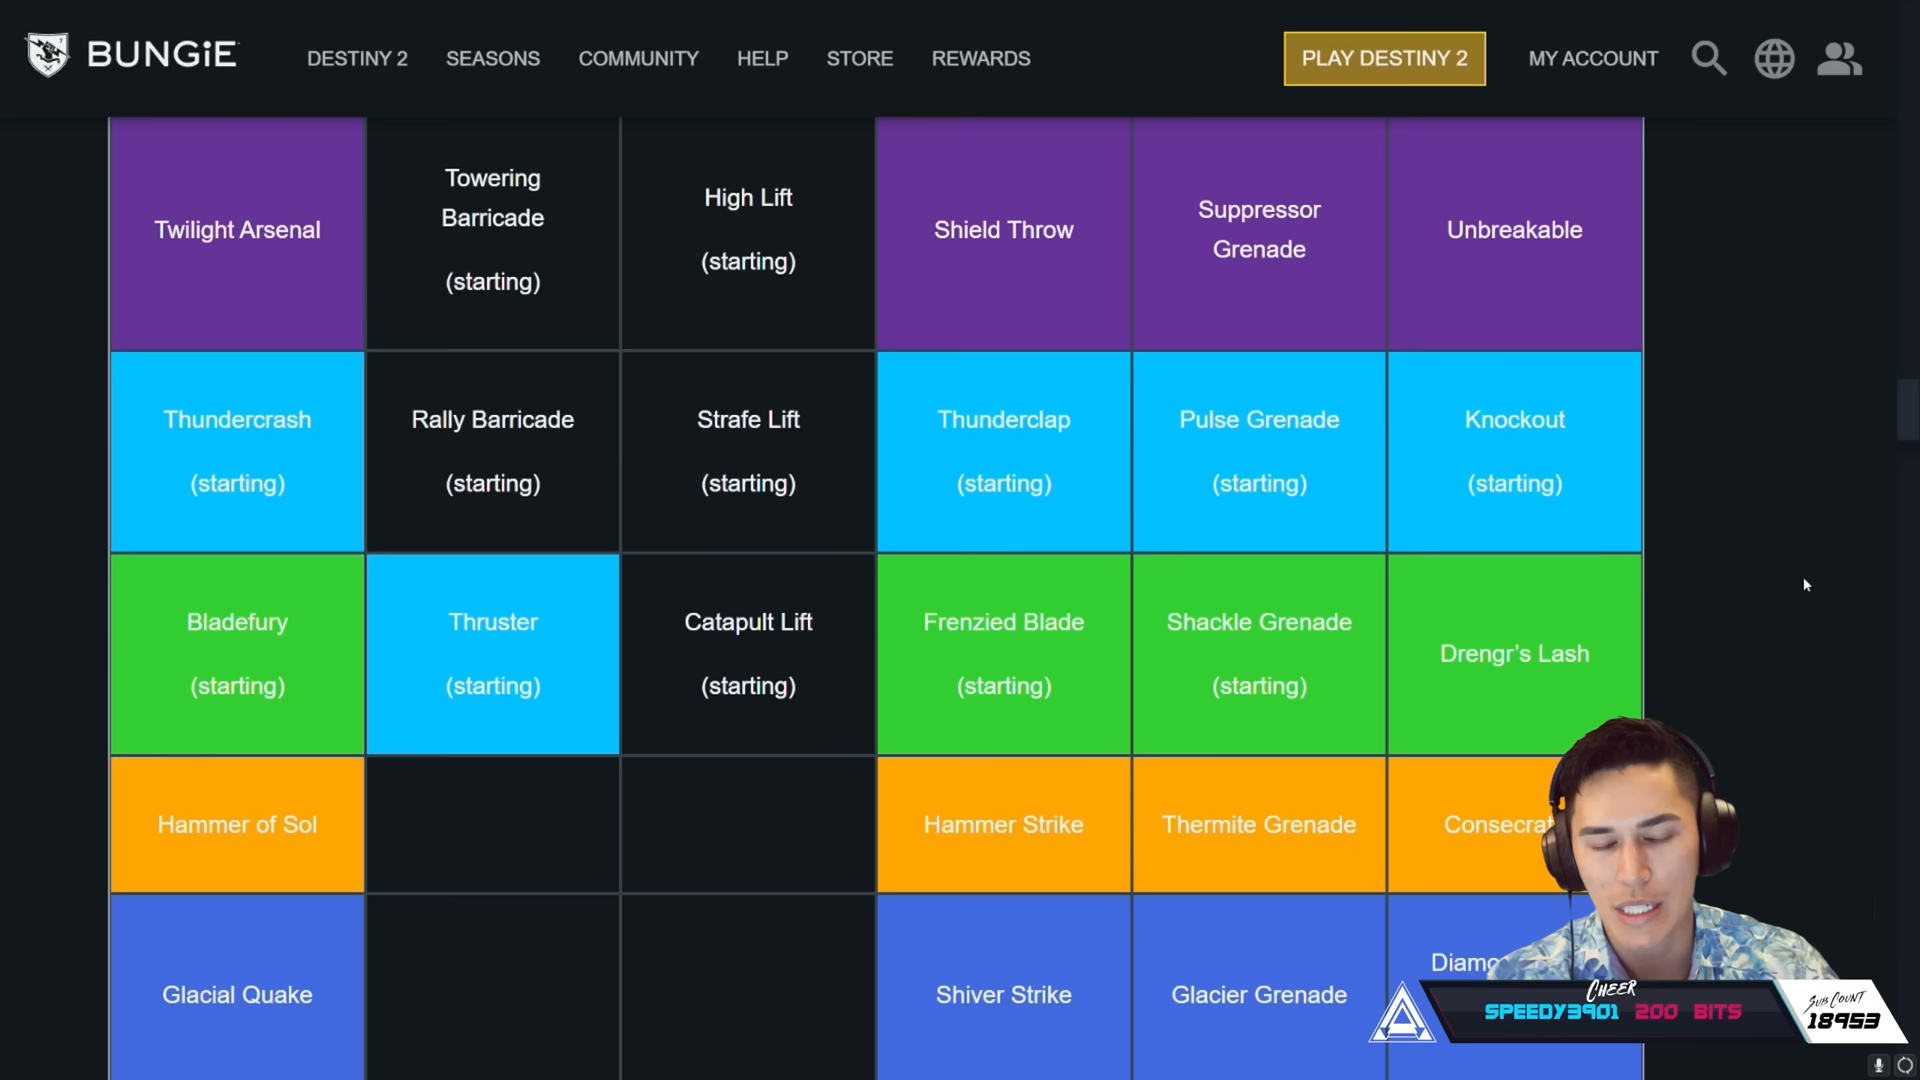 BUNGiE
DESTINY 2
SEASONS
COMMUNITY
HELP
STORE
REWARDS
PLAY DESTINY 2
MY ACCOUNT
Twilight Arsenal
Towering
Barricade
(starting)
High Lift
(starting)
Shield Throw
Suppressor
Grenade
Unbreakable
Thundercrash
(starting)
Rally Barricade
(starting)
Strafe Lift
(starting)
Thunderclap
(starting)
Pulse Grenade
(starting)
Knockout
(starting)
Bladefury
(starting)
Thruster
(starting)
Catapult Lift
(starting)
Frenzied Blade
(starting)
Shackle Grenade
(starting)
Drengr’s Lash
Hammer of Sol
Hammer Strike
Thermite Grenade
Consecrat
Glacial Quake
Shiver Strike
Glacier Grenade
Diamo
CHEER
SPEEDY3901 200 BITS
SUB COUNT
18953